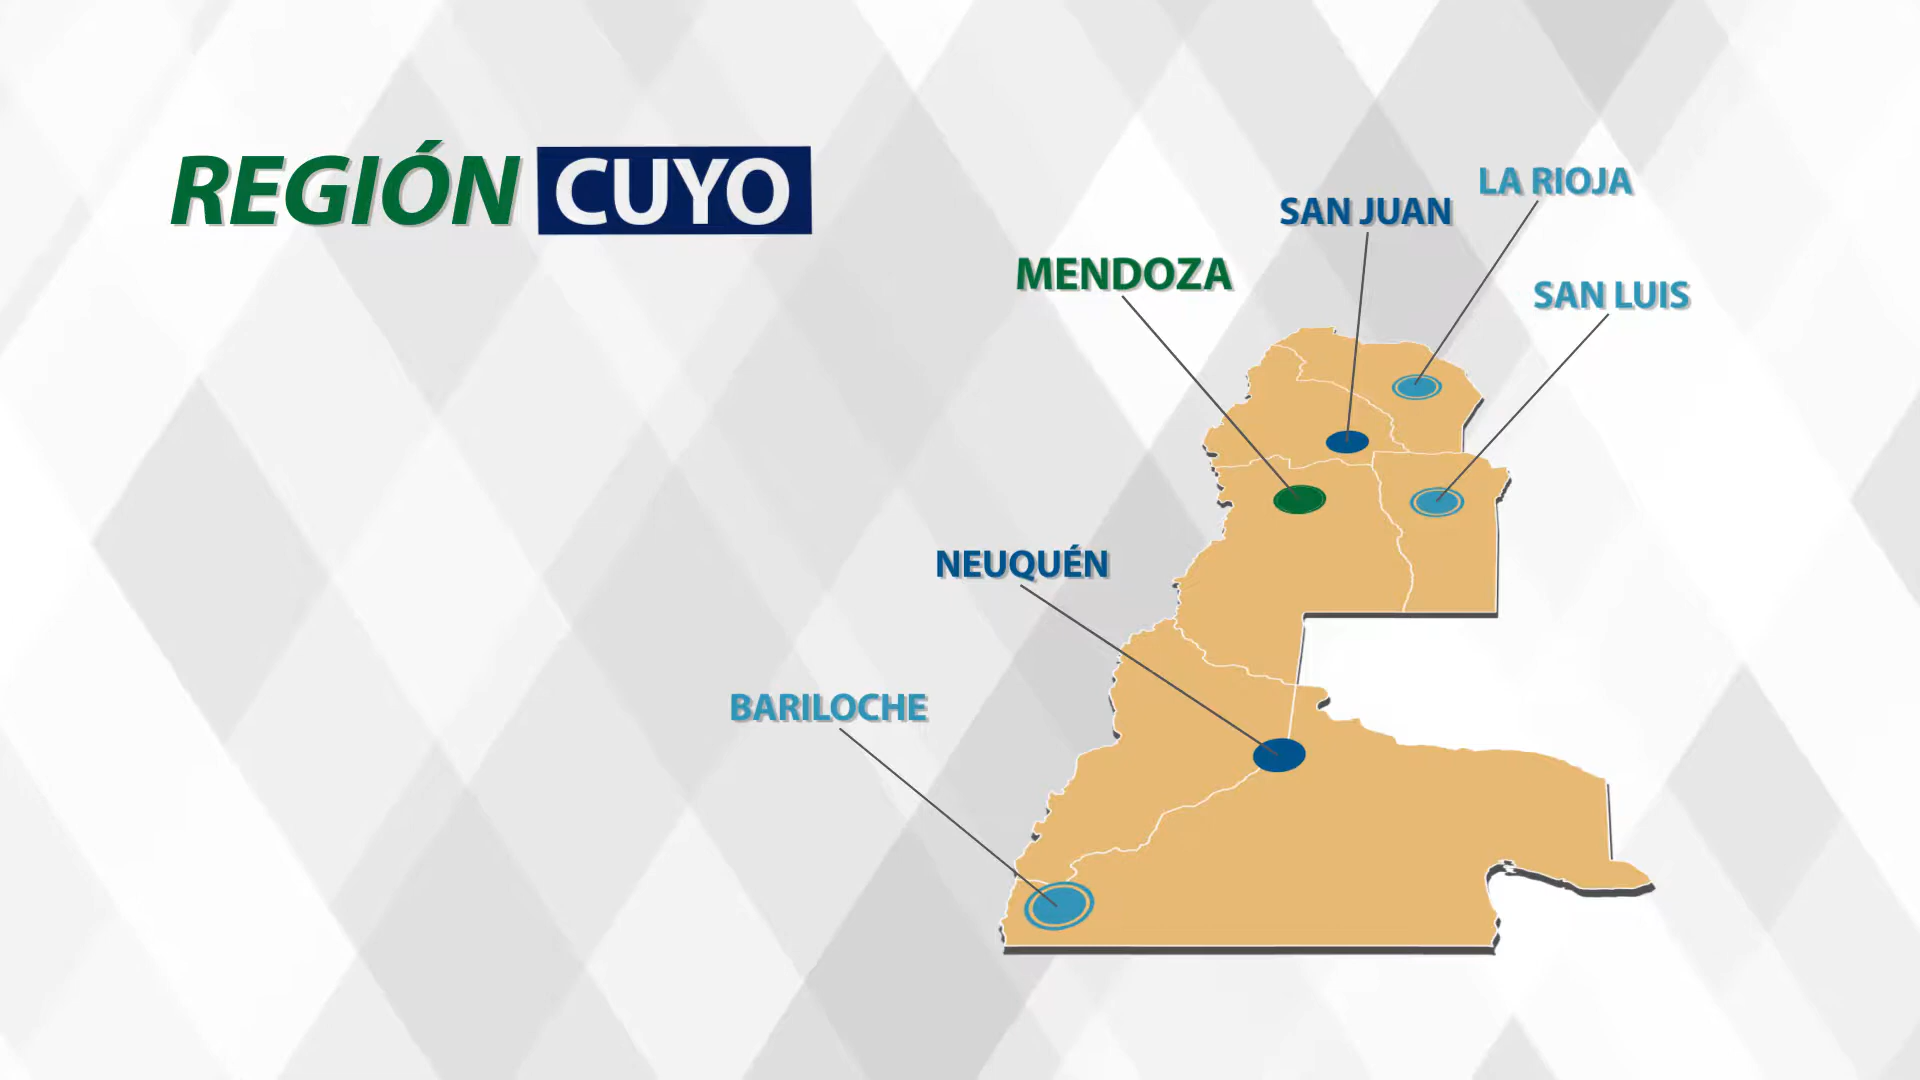 REGIÓN CUYO
LA RIOJA
SAN JUAN
MENDOZA
SAN LUIS
NEUQUÉN
BARILOCHE